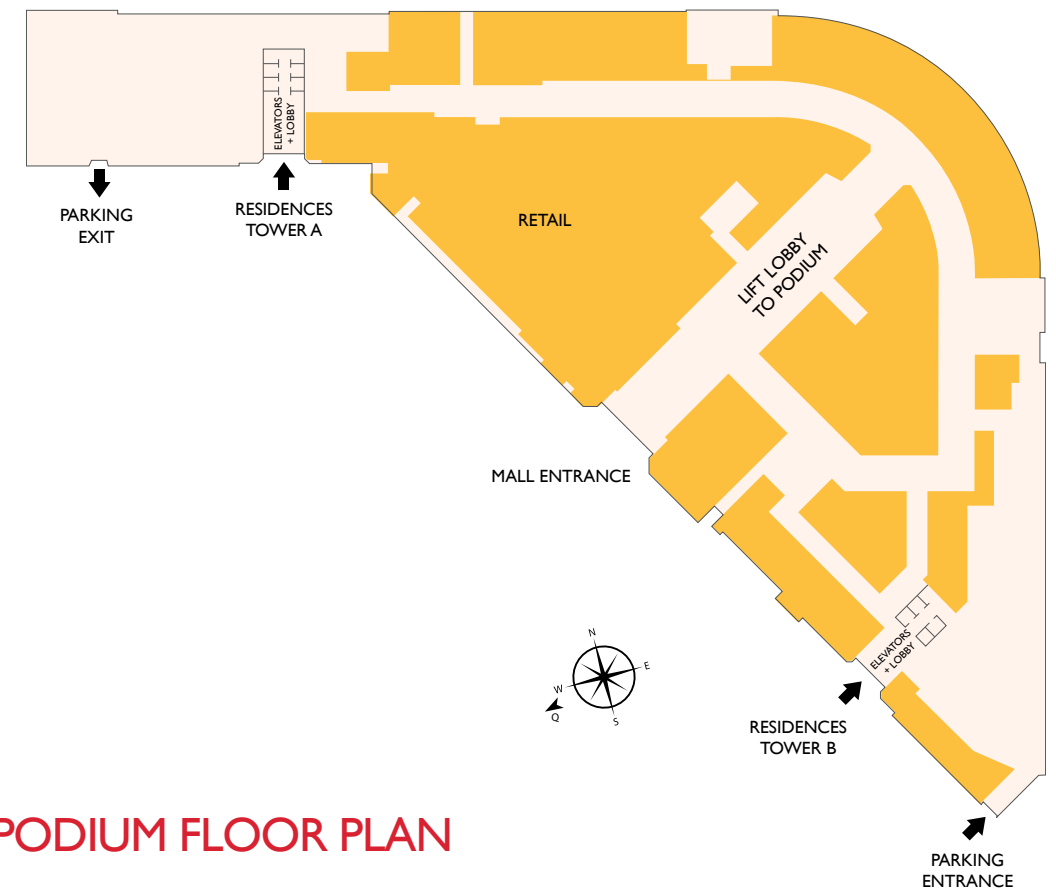 ELEVATORS
+ LOBBY
PARKING
EXIT
RESIDENCES
TOWER A
RETAIL
LIFT LOBBY
TO PODIUM
MALL ENTRANCE
N
E
W
S
Q
ELEVATORS
+ LOBBY
RESIDENCES
TOWER B
PODIUM FLOOR PLAN
PARKING
ENTRANCE